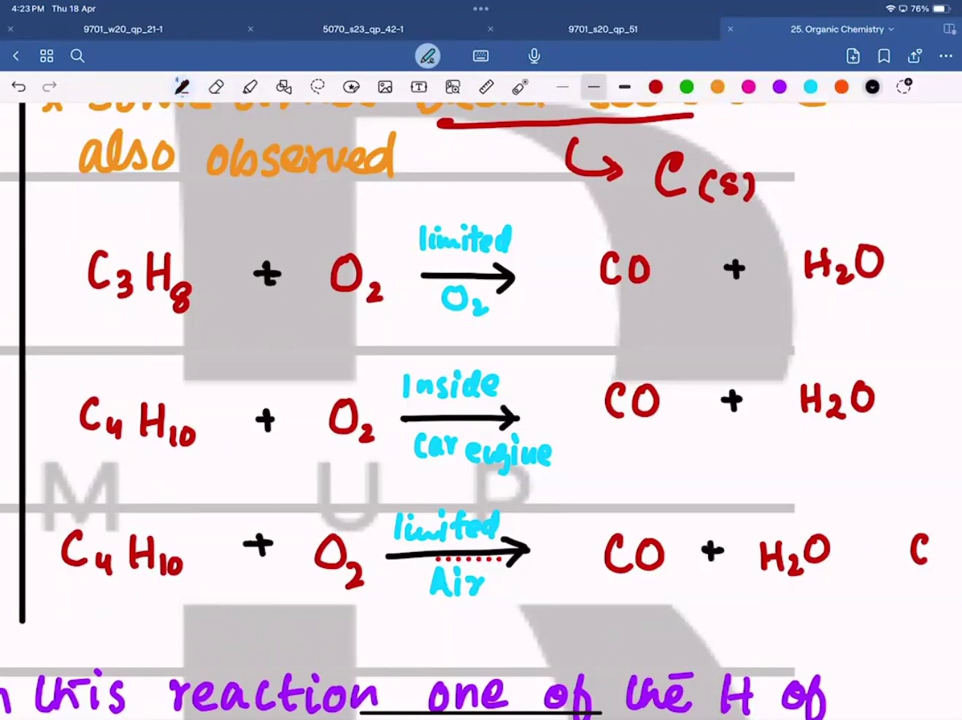 4:23 PM Thu 18 Apr
76%
9701_w20_qp_21-1
5070_s23_qp_42-1
9701_s20_qp_51
25. Organic Chemistry
also observed
C(s)
C₃H₈ + O₂ limited O₂ → CO + H₂O
C₄H₁₀ + O₂ Inside car engine → CO + H₂O
M U P
C₄H₁₀ + O₂ limited Air → CO + H₂O C
this reaction one of the H of